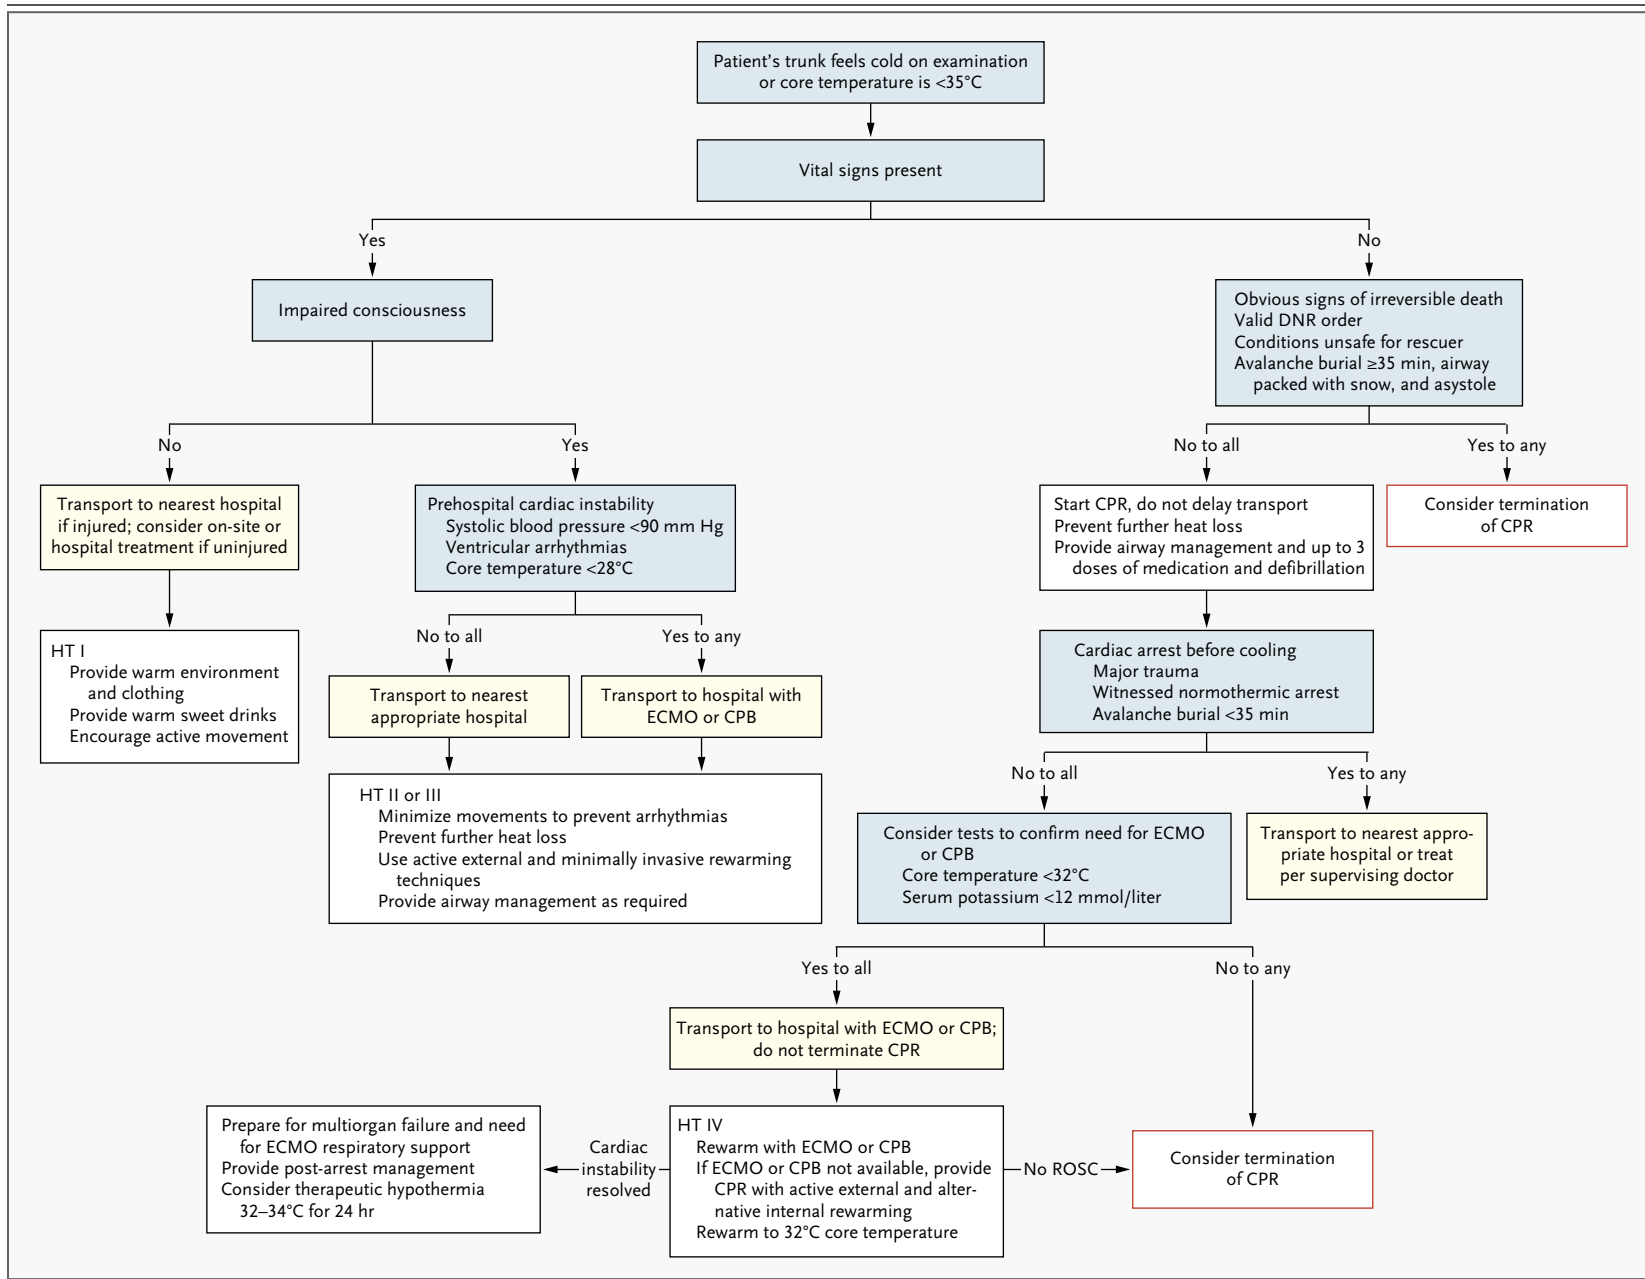 Patient's trunk feels cold on examination
or core temperature is <35°C
Vital signs present
Yes
No
Impaired consciousness
Obvious signs of irreversible death
Valid DNR order
Conditions unsafe for rescuer
Avalanche burial ≥35 min, airway
packed with snow, and asystole
No
Yes
No to all
Yes to any
Transport to nearest hospital
if injured; consider on-site or
hospital treatment if uninjured
Prehospital cardiac instability
Systolic blood pressure <90 mm Hg
Ventricular arrhythmias
Core temperature <28°C
Start CPR, do not delay transport
Prevent further heat loss
Provide airway management and up to 3
doses of medication and defibrillation
Consider termination
of CPR
No to all
Yes to any
HT I
Provide warm environment
and clothing
Provide warm sweet drinks
Encourage active movement
Transport to nearest
appropriate hospital
Transport to hospital with
ECMO or CPB
Cardiac arrest before cooling
Major trauma
Witnessed normothermic arrest
Avalanche burial <35 min
No to all
Yes to any
HT II or III
Minimize movements to prevent arrhythmias
Prevent further heat loss
Use active external and minimally invasive rewarming
techniques
Provide airway management as required
Consider tests to confirm need for ECMO
or CPB
Core temperature <32°C
Serum potassium <12 mmol/liter
Transport to nearest appro-
priate hospital or treat
per supervising doctor
Yes to all
No to any
Transport to hospital with ECMO or CPB;
do not terminate CPR
Prepare for multiorgan failure and need
for ECMO respiratory support
Provide post-arrest management
Consider therapeutic hypothermia
32–34°C for 24 hr
Cardiac
instability
resolved
HT IV
Rewarm with ECMO or CPB
If ECMO or CPB not available, provide
CPR with active external and alter-
native internal rewarming
Rewarm to 32°C core temperature
No ROSC
Consider termination
of CPR